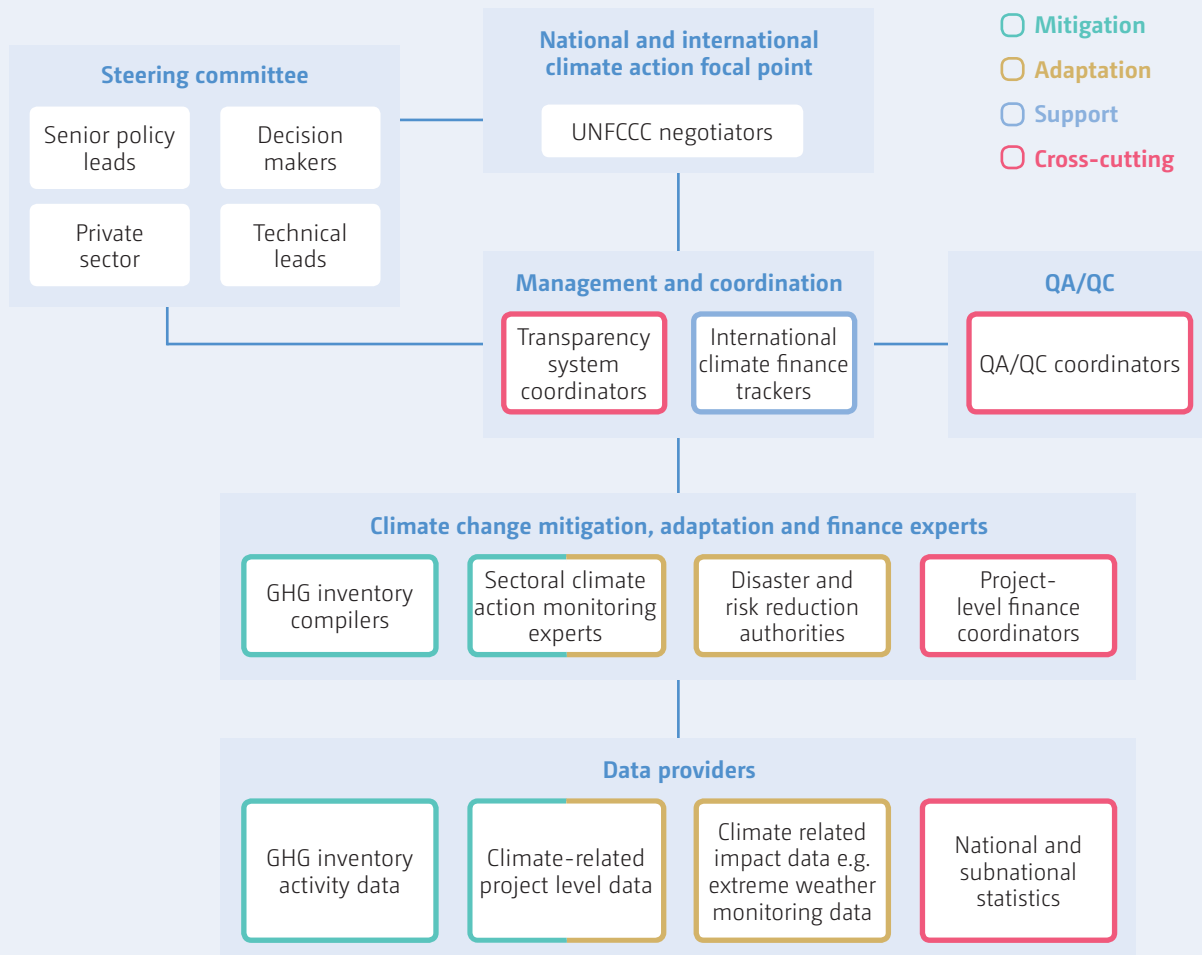 National and international
climate action focal point
UNFCCC negotiators
Mitigation
Adaptation
Support
Cross-cutting
Steering committee
Senior policy
leads
Decision
makers
Private
sector
Technical
leads
Management and coordination
Transparency
system
coordinators
International
climate finance
trackers
QA/QC
QA/QC coordinators
Climate change mitigation, adaptation and finance experts
GHG inventory
compilers
Sectoral climate
action monitoring
experts
Disaster and
risk reduction
authorities
Project-
level finance
coordinators
Data providers
GHG inventory
activity data
Climate-related
project level data
Climate related
impact data e.g.
extreme weather
monitoring data
National and
subnational
statistics